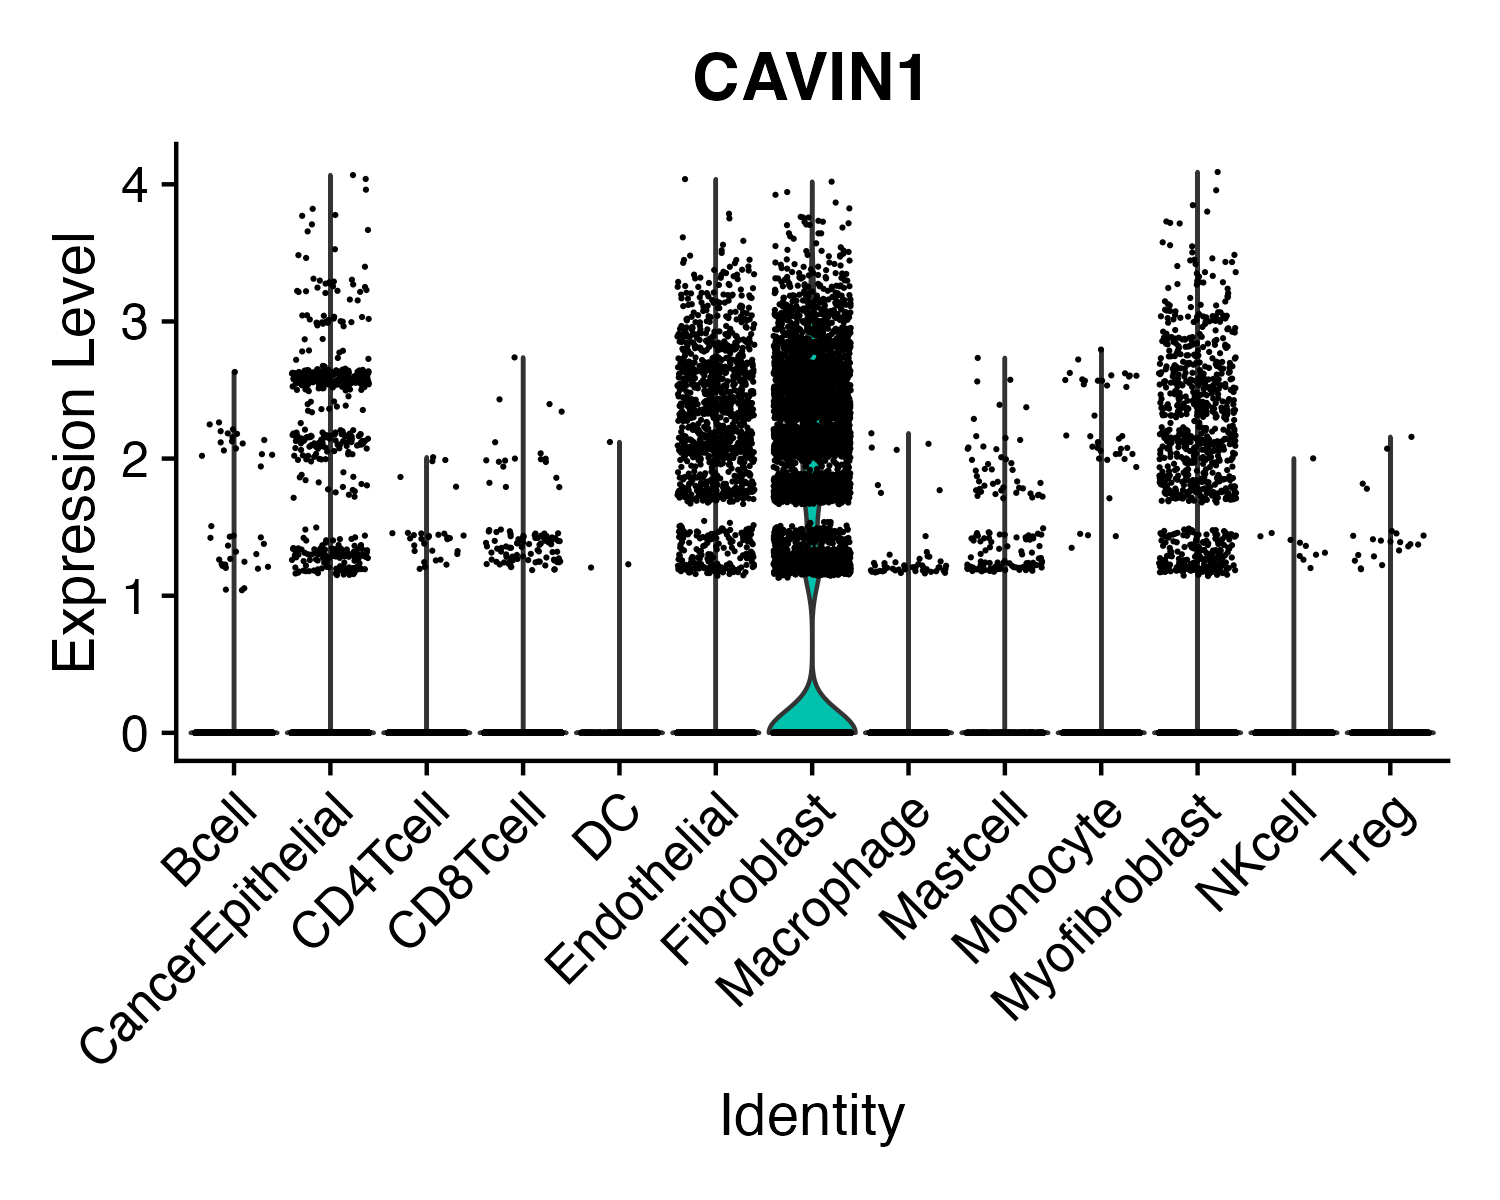 CAVIN1
Expression Level
4
3
2
1
0
Bcell
CancerEpithelial
CD4Tcell
CD8Tcell
DC
Endothelial
Fibroblast
Macrophage
Mastcell
Monocyte
Myofibroblast
NKcell
Treg
Identity